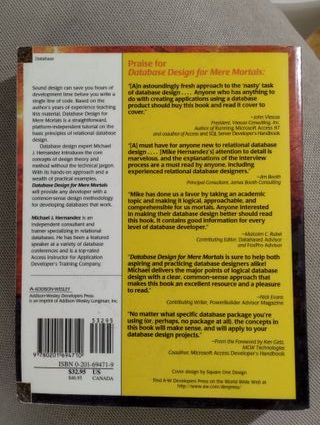 Database
Sound design can save you hours of
development time before you write a
single line of code. Based on the
author's years of experience teaching
this material, Database Design for
Mere Mortals is a straightforward,
platform-independent tutorial on the
basic principles of relational database
design.
Database design expert Michael
J. Hernandez introduces the core
concepts of design theory and
method without the technical jargon.
With its hands-on approach and a
wealth of practical examples,
Database Design for Mere Mortals
will provide any developer with a
common-sense design methodology
for developing databases that work.
Michael J. Hernandez is an
independent consultant and
trainer specializing in relational
databases. He has been a featured
speaker at a variety of database
conferences and is a top-rated
Access instructor for Application
Developer's Training Company.
ADDISON-WESLEY
Addison-Wesley Developers Press
is an imprint of Addison Wesley Longman, Inc.
53295
9 780201 694710
ISBN 0-201-69471-9
$32.95 US
$46.95 CANADA
Praise for
Database Design for Mere Mortals:
"[A]n astoundingly fresh approach to the 'nasty' task
of database design.... Anyone who has anything to
do with creating applications using a database
product should buy this book and read it cover to
cover."
- John Viescas
President, Viescas Consulting, Inc.
Author of Running Microsoft Access 97
and coauthor of Access and SQL Server Developer's Handbook
"[A] must have for anyone new to relational database
design.... [Mike Hernandez's] attention to detail is
marvelous, and the explanations of the interview
process are a must read by anyone, including
experienced relational database designers."
- Jim Booth
Principal Consultant, James Booth Consulting
"Mike has done us a favor by taking an academic
topic and making it logical, approachable, and
comprehensible for us mortals. Anyone interested
in making their database design better should read
this book. It contains good information for every
level of database developer."
-Malcolm C. Rubel
Contributing Editor, DataBased Advisor
and FoxPro Advisor
"Database Design for Mere Mortals is sure to help both
aspiring and practicing database designers alike!
Michael delivers the major points of logical database
design with a clear, common-sense approach that
makes this book an excellent resource and a pleasure
to read."
-Nick Evans
Contributing Writer, PowerBuilder Advisor Magazine
"No matter what specific database package you're
using (or, perhaps, no package at all), the concepts in
this book will make sense, and will apply to your
database design projects."
-From the Foreword by Ken Getz,
MCW Technologies
Coauthor, Microsoft Access Developer's Handbook
Cover design by Square One Design
Find A-W Developers Press on the World Wide Web at
http://www.aw.com/devpress/